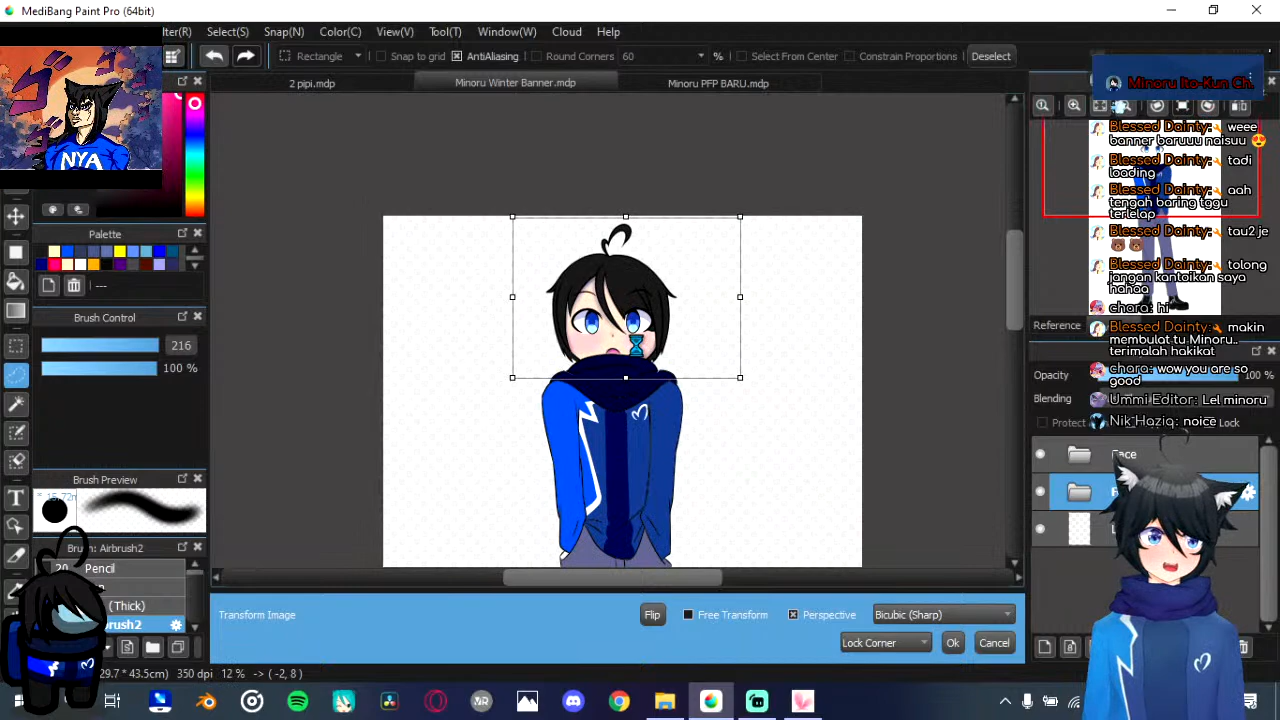 MediBang Paint Pro (64bit)
lter(R) Select(S) Snap(N) Color(C) View(V) Tool(T) Window(W) Cloud Help
Rectangle Snap to grid AntiAliasing Round Corners 60 % Select From Center Constrain Proportions Deselect
2 pipi.mdp Minoru Winter Banner.mdp Minoru PFP BARU.mdp
NYA
Palette
---
Brush Control
216
100 %
Brush Preview
Brush: Airbrush2
20 Pencil
(Thick)
brush2
Minoru Ito-Kun Ch.
Blessed Dainty: weee
banner baruuu naisuu
Blessed Dainty: tadi
loading
Blessed Dainty: aah
tengah baring tggu
terlelap
Blessed Dainty: tau2 je
Blessed Dainty: tolong
jangan kantoikan saya
hahaa
chara: hi
Reference
Blessed Dainty: makin
membulat tu Minoru..
terimalah hakikat
chara: wow you are so
good
Opacity 100 %
Blending
Ummi Editor: Lel minoru
Protect Lock
Nik Haziq: noice
Face
Transform Image Flip Free Transform Perspective Bicubic (Sharp)
Lock Corner Ok Cancel
29.7 * 43.5cm) 350 dpi 12 % -> ( -2, 8 )
VR